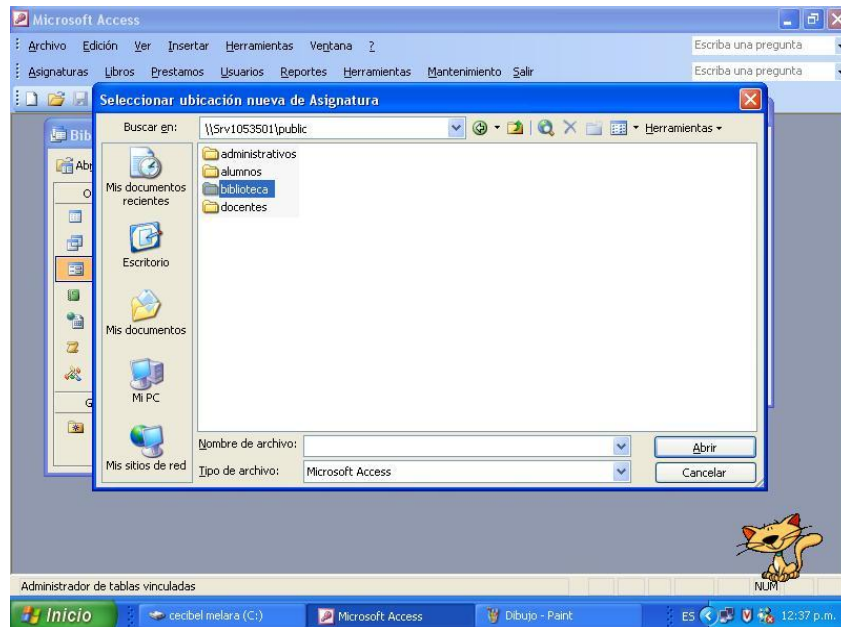 Microsoft Access
Archivo Edición Ver Insertar Herramientas Ventana ?
Escriba una pregunta
Asignaturas Libros Prestamos Usuarios Reportes Herramientas Mantenimiento Salir
Escriba una pregunta
Seleccionar ubicación nueva de Asignatura
Bib
Abr
O
G
Buscar en: \\Srv1053501\public
Herramientas
Mis documentos
recientes
Escritorio
Mis documentos
Mi PC
Mis sitios de red
administrativos
alumnos
biblioteca
docentes
Nombre de archivo:
Abrir
Tipo de archivo: Microsoft Access
Cancelar
Administrador de tablas vinculadas
NUM
Inicio
cecibel melara (C:)
Microsoft Access
Dibujo - Paint
ES
12:37 p.m.